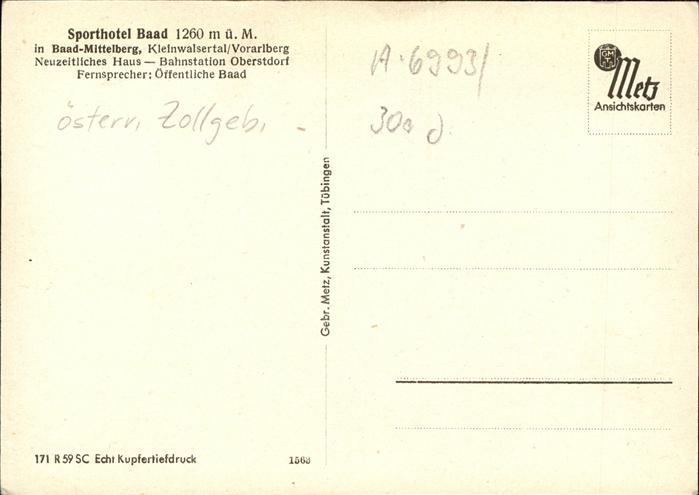 Sporthotel Baad 1260 m ü. M.
in Baad-Mittelberg, Kleinwalsertal/Vorarlberg
Neuzeitliches Haus — Bahnstation Oberstdorf
Fernsprecher: Öffentliche Baad
österr. Zollgeb.
A·6993/
GMT
Metz
Ansichtskarten
Gebr. Metz, Kunstanstalt, Tübingen
171 R 59 SC Echt Kupfertiefdruck
1563